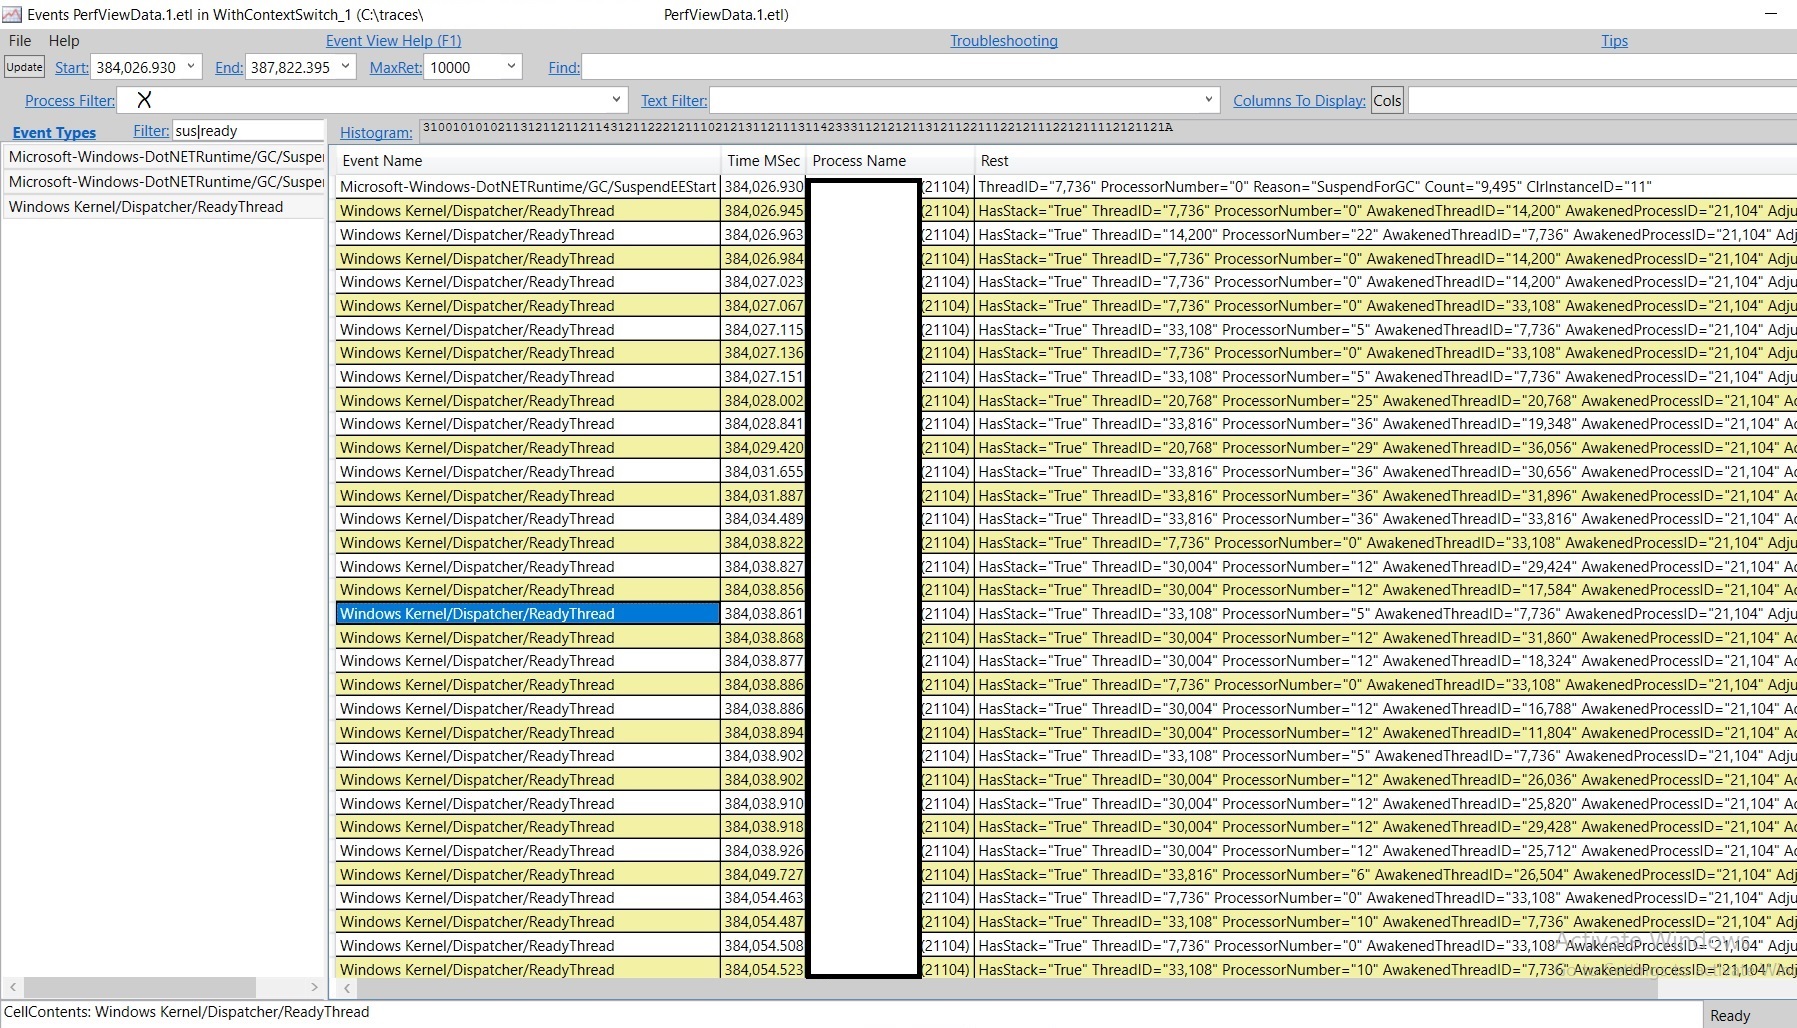 Events PerfViewData.1.etl in WithContextSwitch_1 (C:\traces\ PerfViewData.1.etl)
File Help Event View Help (F1) Troubleshooting Tips
Update Start: 384,026.930 End: 387,822.395 MaxRet: 10000 Find:
Process Filter: X Text Filter: Columns To Display: Cols
Event Types Filter: sus|ready Histogram:
Microsoft-Windows-DotNETRuntime/GC/Suspe
Microsoft-Windows-DotNETRuntime/GC/Susper
Windows Kernel/Dispatcher/ReadyThread
Event Name Time MSec Process Name Rest
Microsoft-Windows-DotNETRuntime/GC/SuspendEEStart 384,026.930 (21104) ThreadID="7,736" ProcessorNumber="0" Reason="SuspendForGC" Count="9,495" ClrInstanceID="11"
Windows Kernel/Dispatcher/ReadyThread 384,026.945 (21104) HasStack="True" ThreadID="7,736" ProcessorNumber="0" AwakenedThreadID="14,200" AwakenedProcessID="21,104" Adju
Windows Kernel/Dispatcher/ReadyThread 384,026.963 (21104) HasStack="True" ThreadID="14,200" ProcessorNumber="22" AwakenedThreadID="7,736" AwakenedProcessID="21,104" Adj
Windows Kernel/Dispatcher/ReadyThread 384,026.984 (21104) HasStack="True" ThreadID="7,736" ProcessorNumber="0" AwakenedThreadID="14,200" AwakenedProcessID="21,104" Adju
Windows Kernel/Dispatcher/ReadyThread 384,027.023 (21104) HasStack="True" ThreadID="7,736" ProcessorNumber="0" AwakenedThreadID="14,200" AwakenedProcessID="21,104" Adju
Windows Kernel/Dispatcher/ReadyThread 384,027.067 (21104) HasStack="True" ThreadID="7,736" ProcessorNumber="0" AwakenedThreadID="33,108" AwakenedProcessID="21,104" Adju
Windows Kernel/Dispatcher/ReadyThread 384,027.115 (21104) HasStack="True" ThreadID="33,108" ProcessorNumber="5" AwakenedThreadID="7,736" AwakenedProcessID="21,104" Adju
Windows Kernel/Dispatcher/ReadyThread 384,027.136 (21104) HasStack="True" ThreadID="7,736" ProcessorNumber="0" AwakenedThreadID="33,108" AwakenedProcessID="21,104" Adju
Windows Kernel/Dispatcher/ReadyThread 384,027.151 (21104) HasStack="True" ThreadID="33,108" ProcessorNumber="5" AwakenedThreadID="7,736" AwakenedProcessID="21,104" Adju
Windows Kernel/Dispatcher/ReadyThread 384,028.002 (21104) HasStack="True" ThreadID="20,768" ProcessorNumber="25" AwakenedThreadID="20,768" AwakenedProcessID="21,104" Ad
Windows Kernel/Dispatcher/ReadyThread 384,028.841 (21104) HasStack="True" ThreadID="33,816" ProcessorNumber="36" AwakenedThreadID="19,348" AwakenedProcessID="21,104" Ad
Windows Kernel/Dispatcher/ReadyThread 384,029.420 (21104) HasStack="True" ThreadID="20,768" ProcessorNumber="29" AwakenedThreadID="36,056" AwakenedProcessID="21,104" Ad
Windows Kernel/Dispatcher/ReadyThread 384,031.655 (21104) HasStack="True" ThreadID="33,816" ProcessorNumber="36" AwakenedThreadID="30,656" AwakenedProcessID="21,104" Ad
Windows Kernel/Dispatcher/ReadyThread 384,031.887 (21104) HasStack="True" ThreadID="33,816" ProcessorNumber="36" AwakenedThreadID="31,896" AwakenedProcessID="21,104" Ad
Windows Kernel/Dispatcher/ReadyThread 384,034.489 (21104) HasStack="True" ThreadID="33,816" ProcessorNumber="36" AwakenedThreadID="33,816" AwakenedProcessID="21,104" Ad
Windows Kernel/Dispatcher/ReadyThread 384,038.822 (21104) HasStack="True" ThreadID="7,736" ProcessorNumber="0" AwakenedThreadID="33,108" AwakenedProcessID="21,104" Adju
Windows Kernel/Dispatcher/ReadyThread 384,038.827 (21104) HasStack="True" ThreadID="30,004" ProcessorNumber="12" AwakenedThreadID="29,424" AwakenedProcessID="21,104" Ad
Windows Kernel/Dispatcher/ReadyThread 384,038.856 (21104) HasStack="True" ThreadID="30,004" ProcessorNumber="12" AwakenedThreadID="17,584" AwakenedProcessID="21,104" Ad
Windows Kernel/Dispatcher/ReadyThread 384,038.861 (21104) HasStack="True" ThreadID="33,108" ProcessorNumber="5" AwakenedThreadID="7,736" AwakenedProcessID="21,104" Adju
Windows Kernel/Dispatcher/ReadyThread 384,038.868 (21104) HasStack="True" ThreadID="30,004" ProcessorNumber="12" AwakenedThreadID="31,860" AwakenedProcessID="21,104" Ad
Windows Kernel/Dispatcher/ReadyThread 384,038.877 (21104) HasStack="True" ThreadID="30,004" ProcessorNumber="12" AwakenedThreadID="18,324" AwakenedProcessID="21,104" Ad
Windows Kernel/Dispatcher/ReadyThread 384,038.886 (21104) HasStack="True" ThreadID="7,736" ProcessorNumber="0" AwakenedThreadID="33,108" AwakenedProcessID="21,104" Adju
Windows Kernel/Dispatcher/ReadyThread 384,038.886 (21104) HasStack="True" ThreadID="30,004" ProcessorNumber="12" AwakenedThreadID="16,788" AwakenedProcessID="21,104" Ad
Windows Kernel/Dispatcher/ReadyThread 384,038.894 (21104) HasStack="True" ThreadID="30,004" ProcessorNumber="12" AwakenedThreadID="11,804" AwakenedProcessID="21,104" Ad
Windows Kernel/Dispatcher/ReadyThread 384,038.902 (21104) HasStack="True" ThreadID="33,108" ProcessorNumber="5" AwakenedThreadID="7,736" AwakenedProcessID="21,104" Adju
Windows Kernel/Dispatcher/ReadyThread 384,038.902 (21104) HasStack="True" ThreadID="30,004" ProcessorNumber="12" AwakenedThreadID="26,036" AwakenedProcessID="21,104" Ad
Windows Kernel/Dispatcher/ReadyThread 384,038.910 (21104) HasStack="True" ThreadID="30,004" ProcessorNumber="12" AwakenedThreadID="25,820" AwakenedProcessID="21,104" Ad
Windows Kernel/Dispatcher/ReadyThread 384,038.918 (21104) HasStack="True" ThreadID="30,004" ProcessorNumber="12" AwakenedThreadID="29,428" AwakenedProcessID="21,104" Ad
Windows Kernel/Dispatcher/ReadyThread 384,038.926 (21104) HasStack="True" ThreadID="30,004" ProcessorNumber="12" AwakenedThreadID="25,712" AwakenedProcessID="21,104" Ad
Windows Kernel/Dispatcher/ReadyThread 384,049.727 (21104) HasStack="True" ThreadID="33,816" ProcessorNumber="6" AwakenedThreadID="26,504" AwakenedProcessID="21,104" Adj
Windows Kernel/Dispatcher/ReadyThread 384,054.463 (21104) HasStack="True" ThreadID="7,736" ProcessorNumber="0" AwakenedThreadID="33,108" AwakenedProcessID="21,104" Adju
Windows Kernel/Dispatcher/ReadyThread 384,054.487 (21104) HasStack="True" ThreadID="33,108" ProcessorNumber="10" AwakenedThreadID="7,736" AwakenedProcessID="21,104" Adj
Windows Kernel/Dispatcher/ReadyThread 384,054.508 (21104) HasStack="True" ThreadID="7,736" ProcessorNumber="0" AwakenedThreadID="33,108" AwakenedProcessID="21,104" Adju
Windows Kernel/Dispatcher/ReadyThread 384,054.523 (21104) HasStack="True" ThreadID="33,108" ProcessorNumber="10" AwakenedThreadID="7,736" AwakenedProcessID="21,104" Adj
Activate Windows
CellContents: Windows Kernel/Dispatcher/ReadyThread Ready